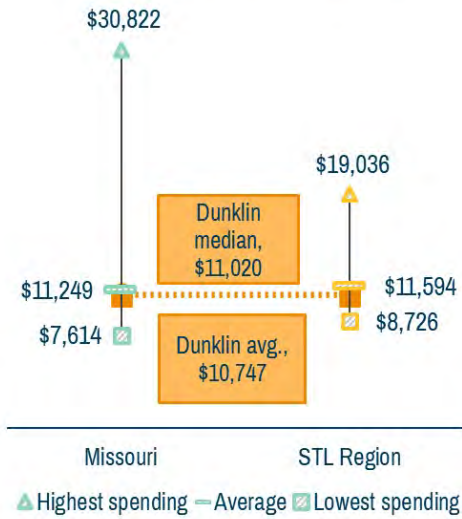 $30,822
$19,036
Dunklin
median,
$11,020
$11,249
$11,594
$7,614
$8,726
Dunklin avg.,
$10,747
Missouri
STL Region
Highest spending
Average
Lowest spending